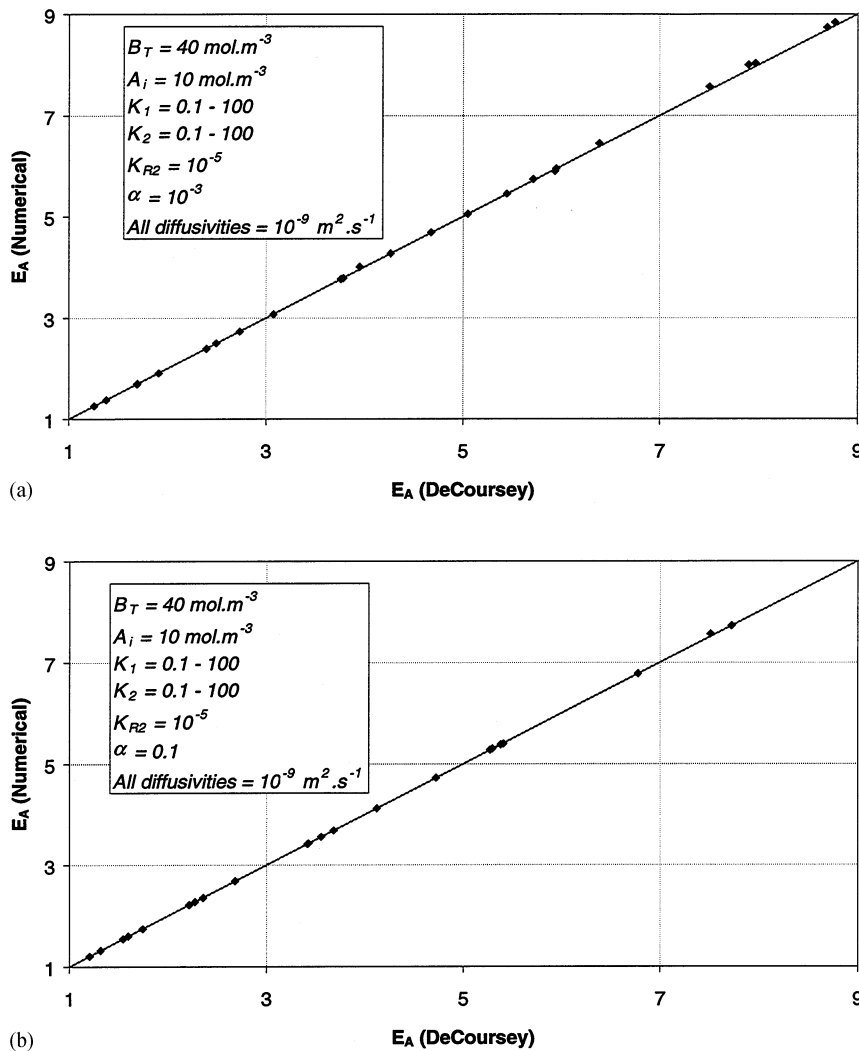 9
7
5
3
1
E_A (Numerical)
B_T = 40 mol.m^-3
A_i = 10 mol.m^-3
K_1 = 0.1 - 100
K_2 = 0.1 - 100
K_R2 = 10^-5
α = 10^-3
All diffusivities = 10^-9 m^2.s^-1
1 3 5 7 9
(a)
E_A (DeCoursey)
9
7
5
3
1
E_A (Numerical)
B_T = 40 mol.m^-3
A_i = 10 mol.m^-3
K_1 = 0.1 - 100
K_2 = 0.1 - 100
K_R2 = 10^-5
α = 0.1
All diffusivities = 10^-9 m^2.s^-1
1 3 5 7 9
(b)
E_A (DeCoursey)